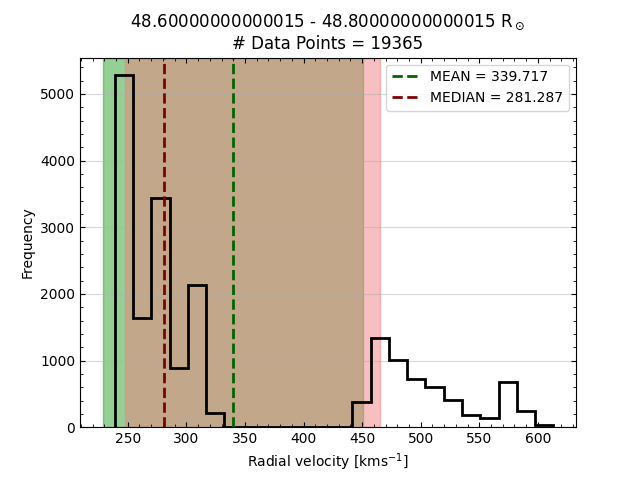 48.60000000000015 - 48.80000000000015 R⊙
# Data Points = 19365
MEAN = 339.717
MEDIAN = 281.287
Frequency
5000
4000
3000
2000
1000
0
250 300 350 400 450 500 550 600
Radial velocity [kms⁻¹]